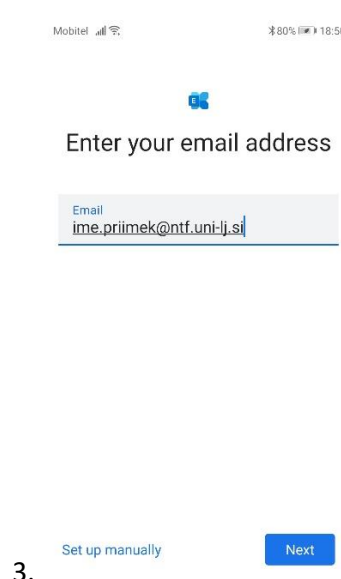 Mobitel 80% 18:50
E
Enter your email address
Email
ime.priimek@ntf.uni-lj.si
Set up manually Next
3.